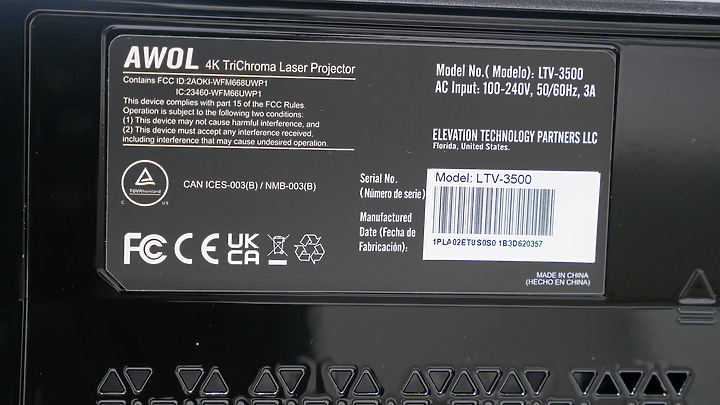 AWOL 4K TriChroma Laser Projector
Contains FCC ID:2AOKI-WFM668UWP1
IC:23460-WFM66UWP1
This device complies with part 15 of the FCC Rules.
Operation is subject to the following two conditions:
(1) This device may not cause harmful interference, and
(2) This device must accept any interference received,
including interference that may cause undesired operation.
Model No.( Modelo): LTV-3500
AC Input: 100-240V, 50/60Hz, 3A
ELEVATION TECHNOLOGY PARTNERS LLC
Florida, United States.
TÜVRheinland
C US
CAN ICES-003(B) / NMB-003(B)
FC CE UK
CA
Serial No.
(Número de serie)
Manufactured
Date (Fecha de
Fabricación):
Model: LTV-3500
1PLA02ETUS0S0 1B3D620357
MADE IN CHINA
(HECHO EN CHINA)